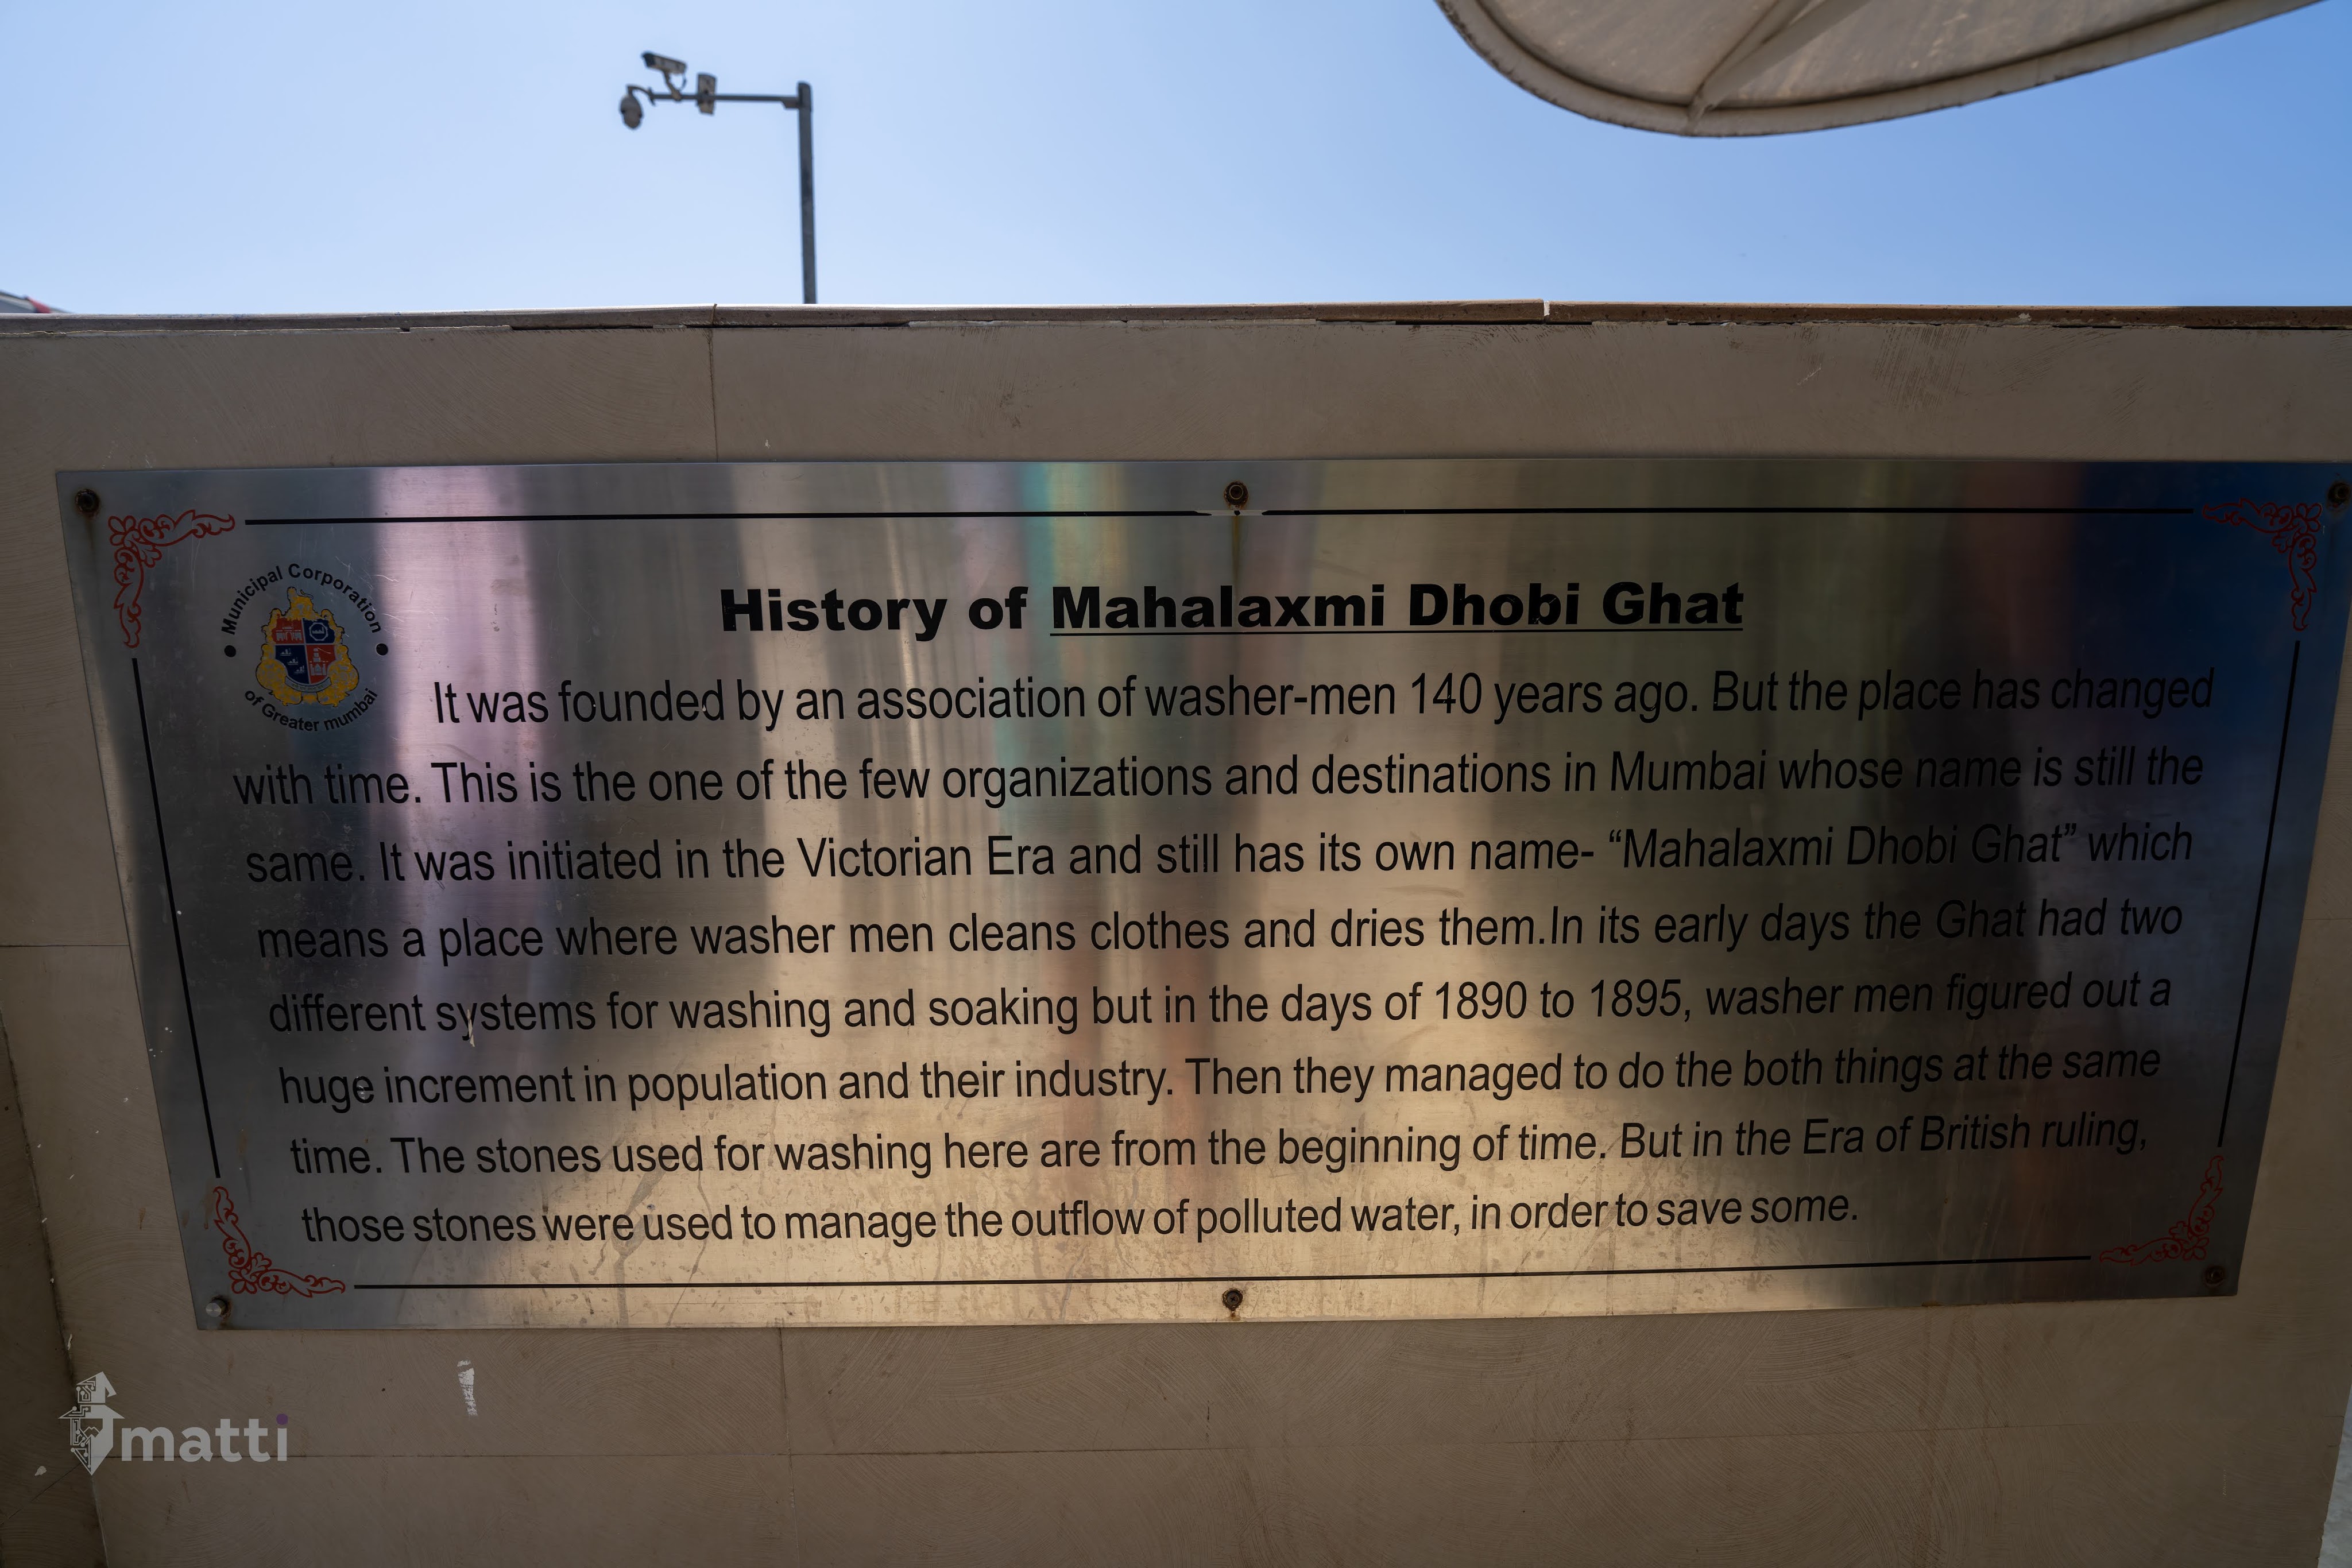 Municipal Corporation
of Greater mumbai
History of Mahalaxmi Dhobi Ghat
It was founded by an association of washer-men 140 years ago. But the place has changed
with time. This is the one of the few organizations and destinations in Mumbai whose name is still the
same. It was initiated in the Victorian Era and still has its own name- “Mahalaxmi Dhobi Ghat” which
means a place where washer men cleans clothes and dries them.In its early days the Ghat had two
different systems for washing and soaking but in the days of 1890 to 1895, washer men figured out a
huge increment in population and their industry. Then they managed to do the both things at the same
time. The stones used for washing here are from the beginning of time. But in the Era of British ruling,
those stones were used to manage the outflow of polluted water, in order to save some.
matti